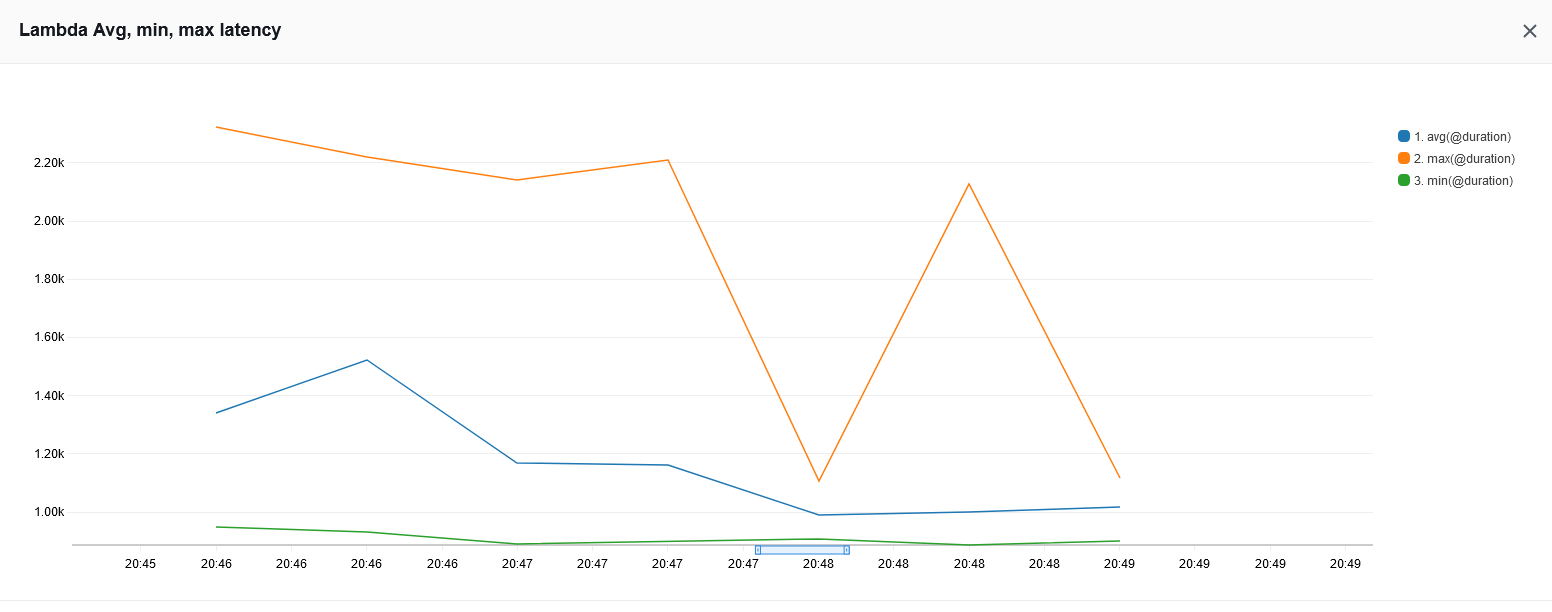 Lambda Avg, min, max latency
2.20k
2.00k
1.80k
1.60k
1.40k
1.20k
1.00k
20:45 20:46 20:46 20:46 20:46 20:47 20:47 20:47 20:47 20:48 20:48 20:48 20:48 20:49 20:49 20:49 20:49
1. avg(@duration)
2. max(@duration)
3. min(@duration)